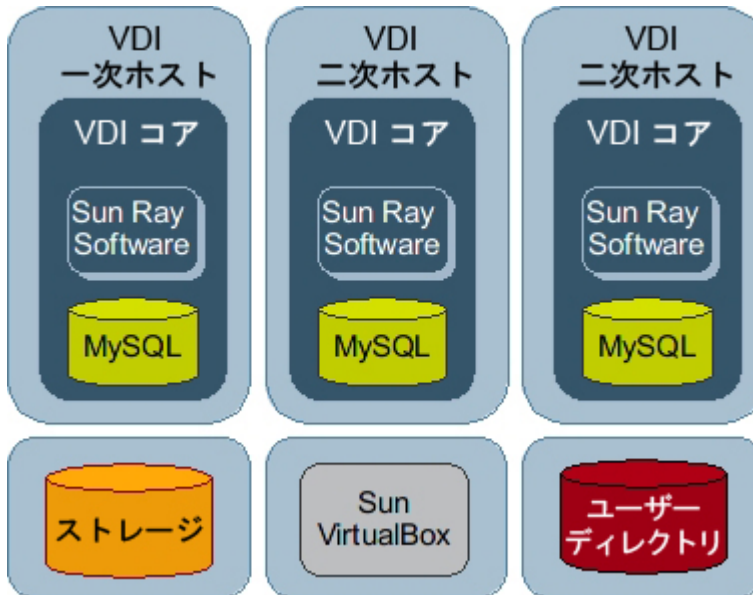 VDI
一次ホスト
VDI コア
Sun Ray
Software
MySQL
VDI
二次ホスト
VDI コア
Sun Ray
Software
MySQL
VDI
二次ホスト
VDI コア
Sun Ray
Software
MySQL
ストレージ
Sun
VirtualBox
ユーザー
ディレクトリ